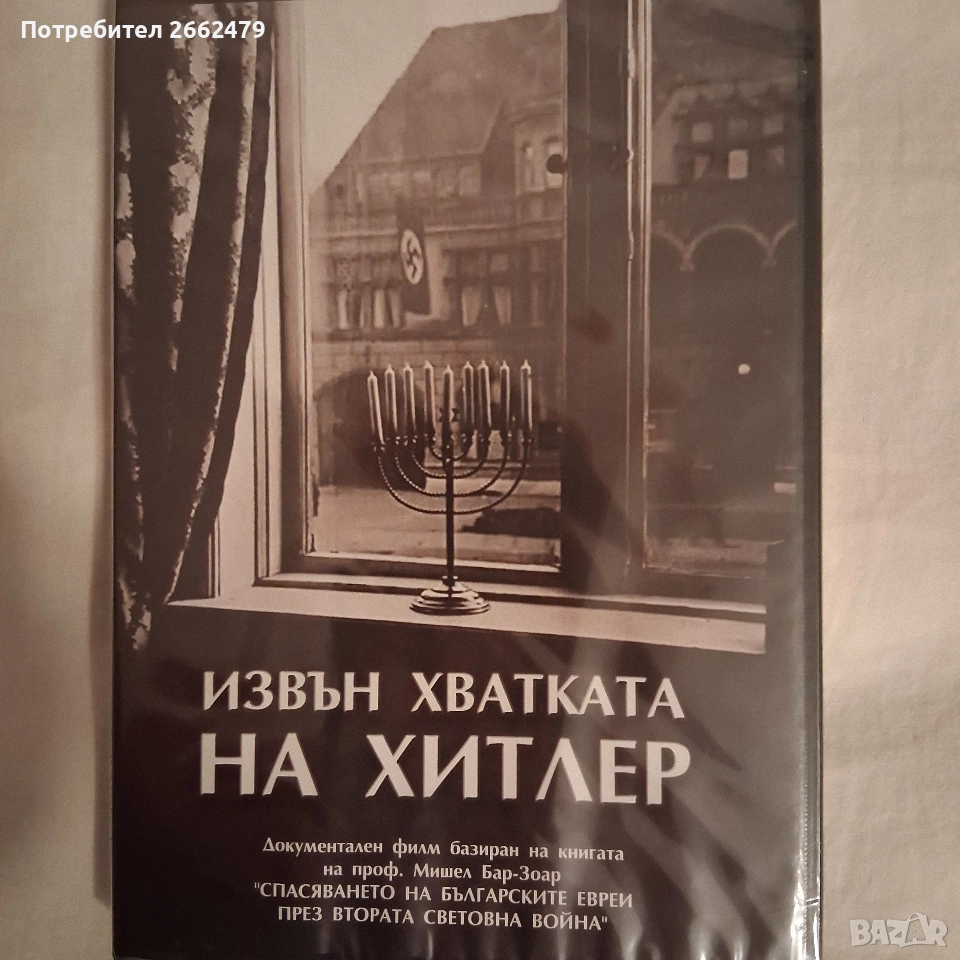 Потребител 2662479
ИЗВЪН ХВАТКАТА
НА ХИТЛЕР
Документален филм базиран на книгата
на проф. Мишел Бар-Зоар
"СПАСЯВАНЕТО НА БЪЛГАРСКИТЕ ЕВРЕИ
ПРЕЗ ВТОРАТА СВЕТОВНА ВОЙНА"
BAZAR